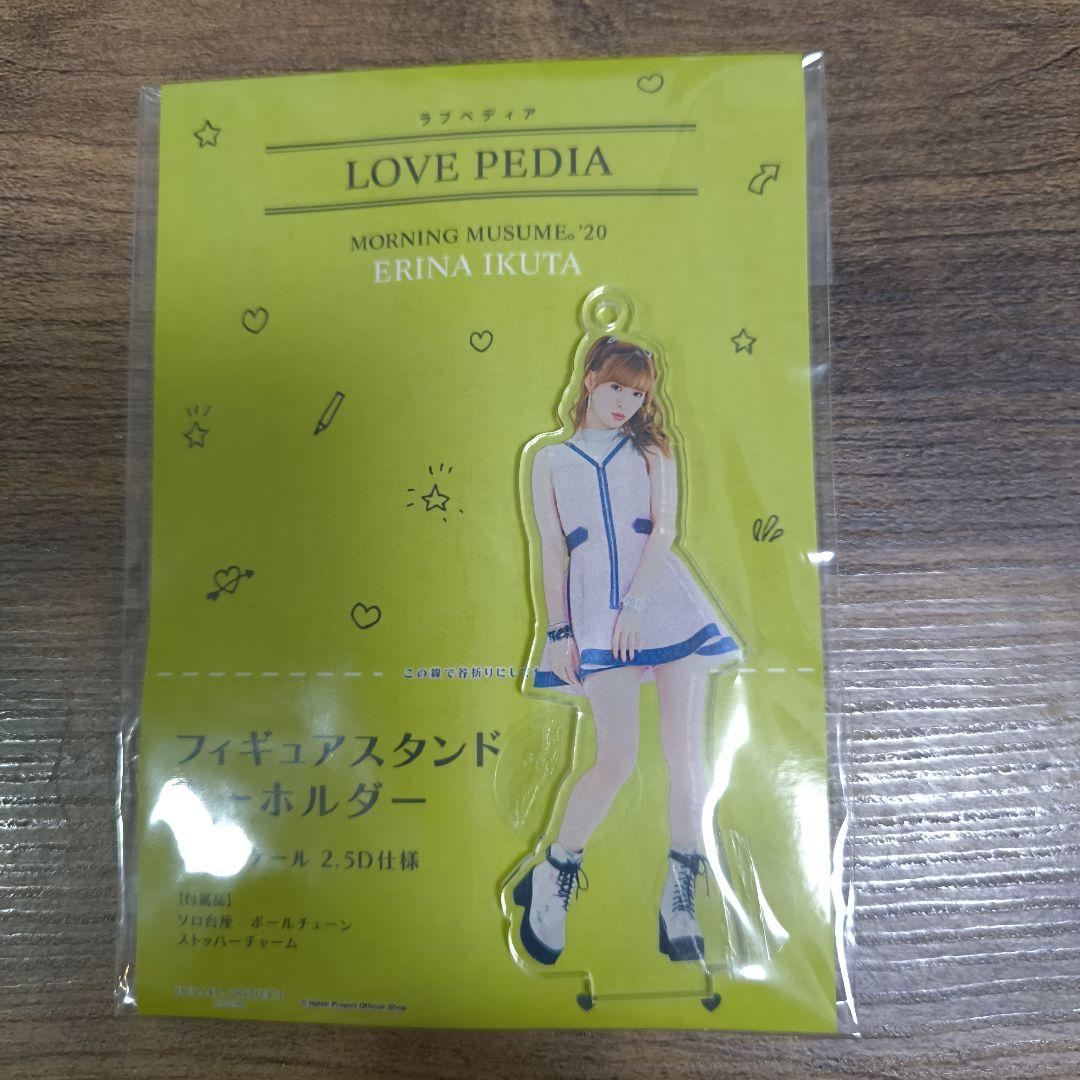 ラブペディア
LOVE PEDIA
MORNING MUSUME。'20
ERINA IKUTA
この線で谷折りにして
フィギュアスタンド
ーホルダー
ール 2.5D仕様
【付属品】
ソロ台座 ボールチェーン
ストッパーチャーム
© Hello! Project Official Shop